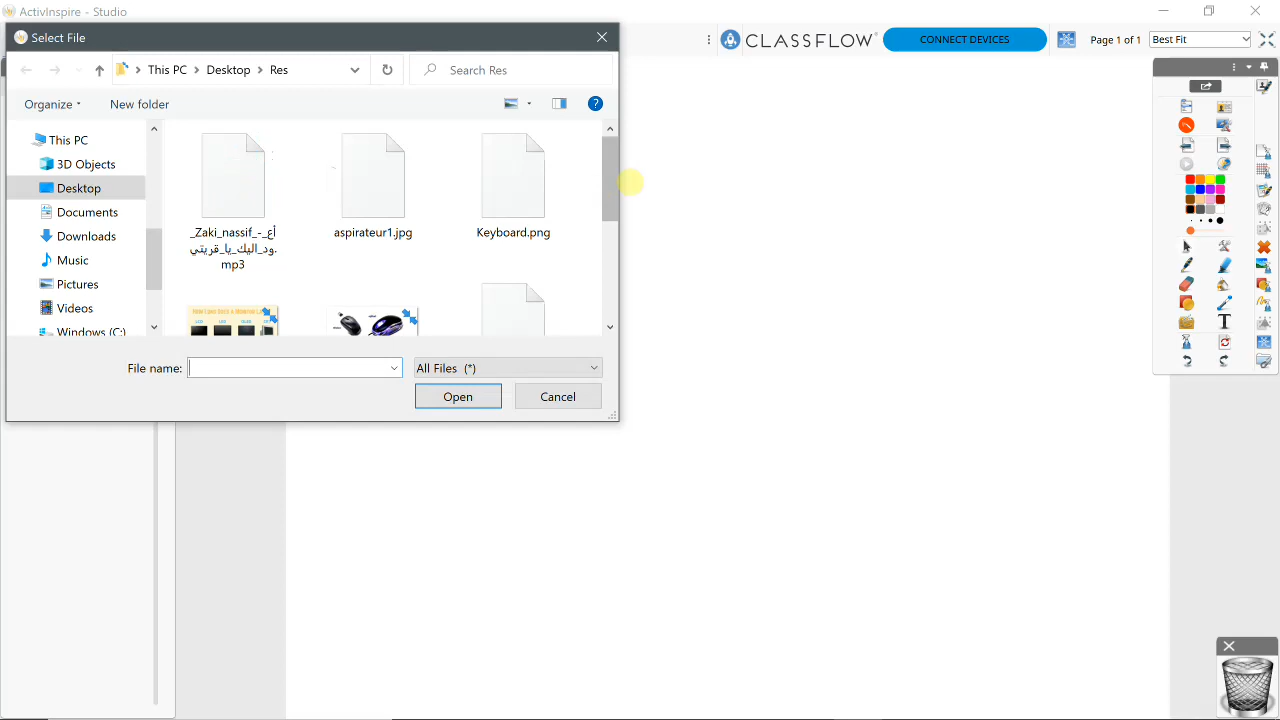 ActivInspire - Studio
Select File
This PC
Desktop
Res
Search Res
Organize
New folder
This PC
3D Objects
Desktop
Documents
Downloads
Music
Pictures
Videos
Windows (C:)
_Zaki_nassif_-_أع
ود_اليك_يا_قريتي.
mp3
aspirateur1.jpg
Keyboard.png
File name:
All Files (*)
Open
Cancel
CLASSFLOW
CONNECT DEVICES
Page 1 of 1
Best Fit